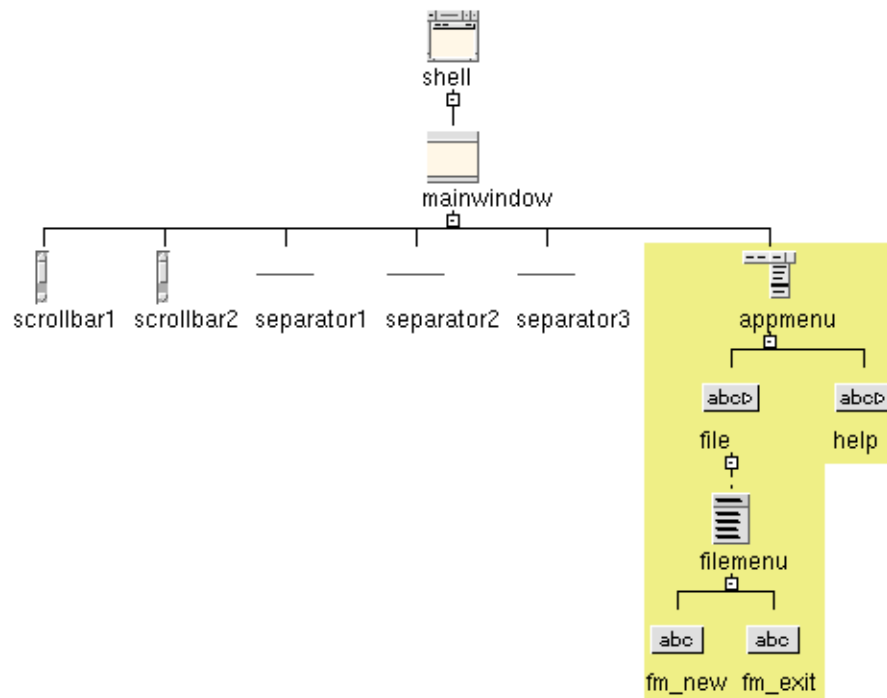 shell
mainwindow
scrollbar1 scrollbar2 separator1 separator2 separator3 appmenu
abc abc
file help
filemenu
abc abc
fm_new fm_exit